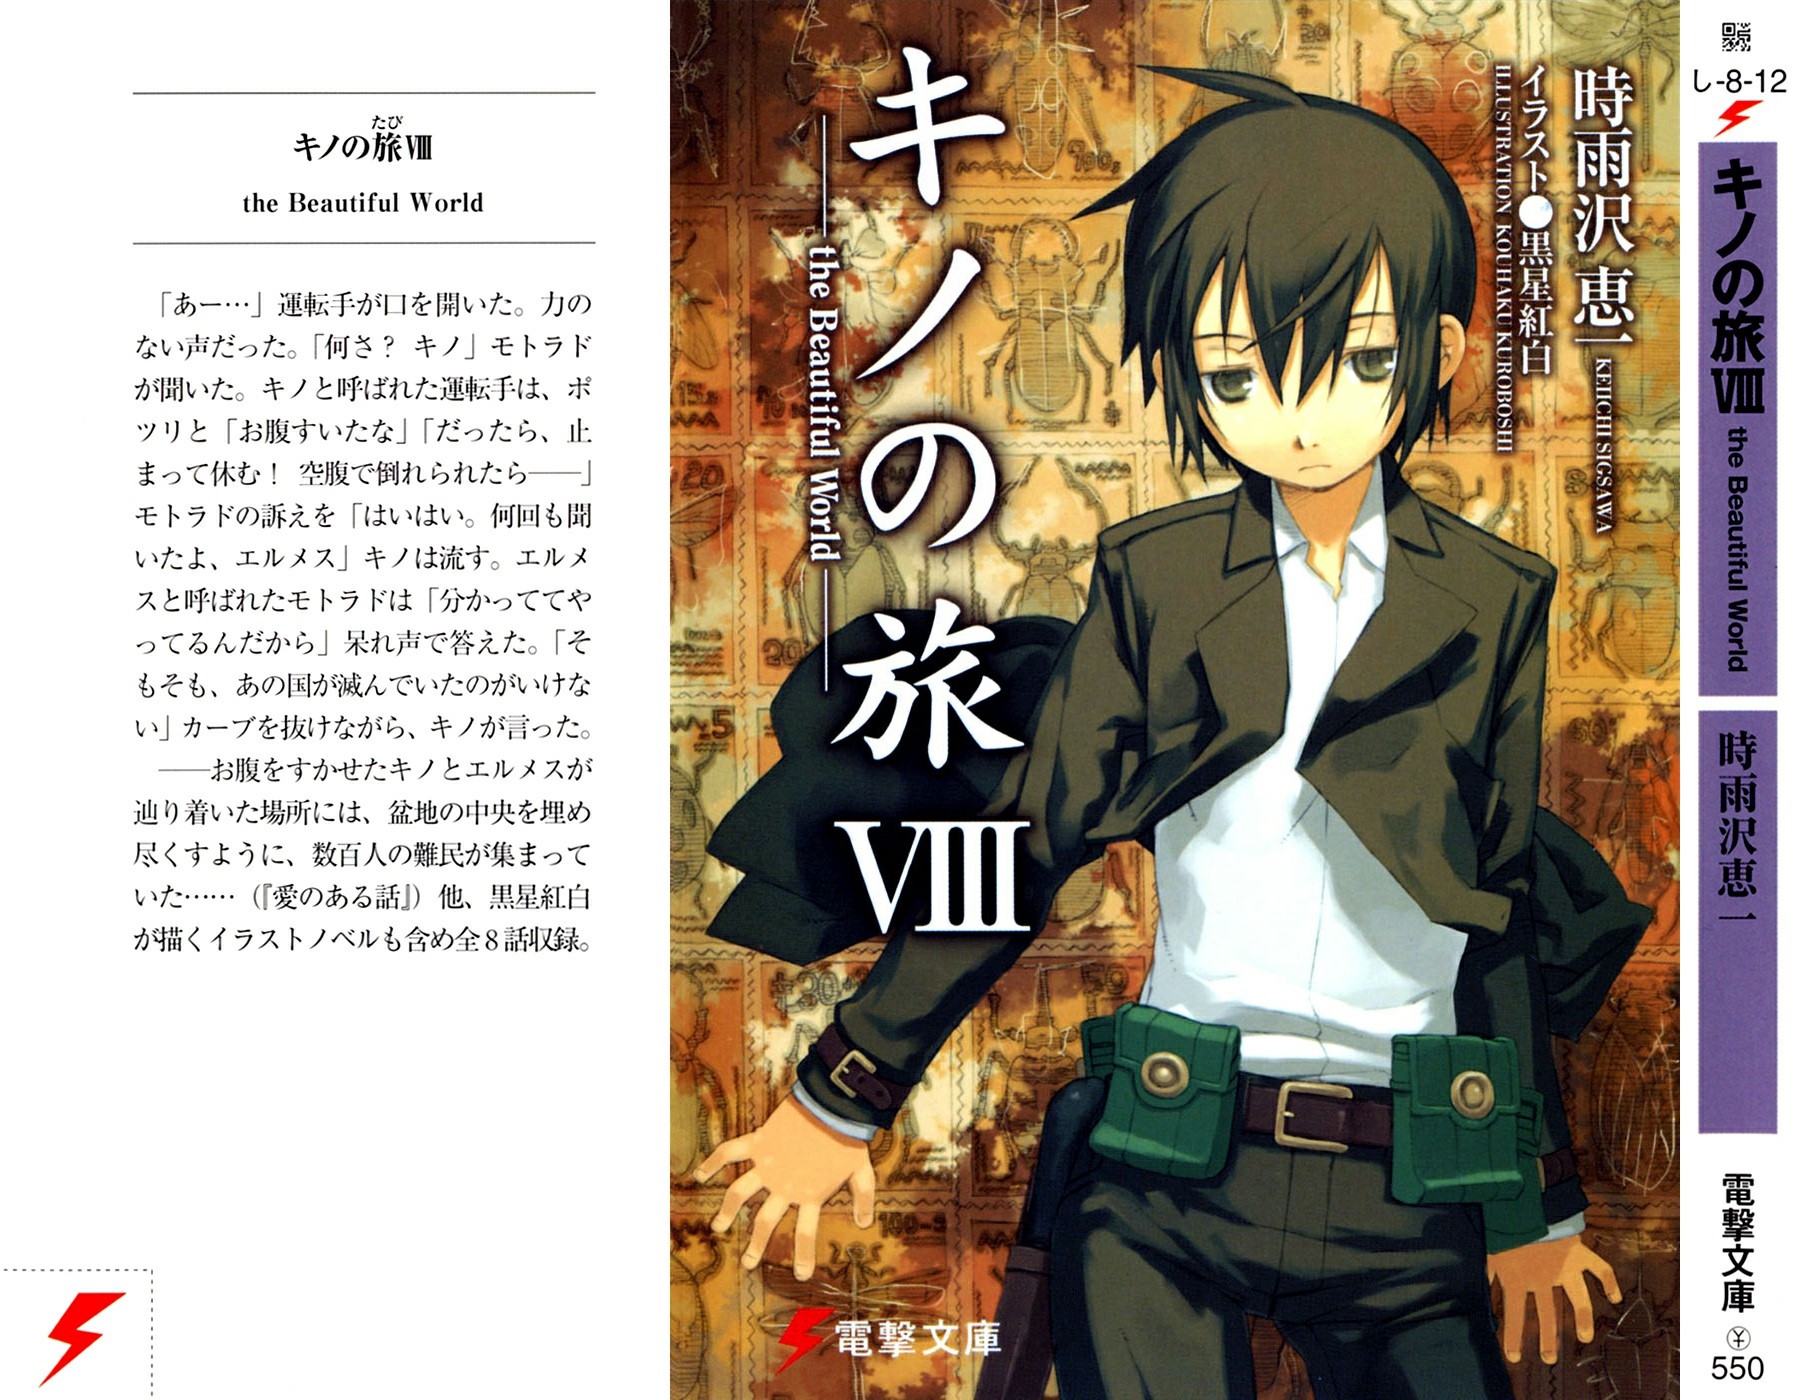 キノの旅Ⅷ
たび
the Beautiful World
「あー…」運転手が口を開いた。力の
ない声だった。「何さ？ キノ」モトラド
が聞いた。キノと呼ばれた運転手は、ポ
ツリと「お腹すいたな」「だったら、止
まって休む！ 空腹で倒れられたら――」
モトラドの訴えを「はいはい。何回も聞
いたよ、エルメス」キノは流す。エルメ
スと呼ばれたモトラドは「分かっててや
ってるんだから」呆れ声で答えた。「そ
もそも、あの国が滅んでいたのがいけな
い」カーブを抜けながら、キノが言った。
――お腹をすかせたキノとエルメスが
辿り着いた場所には、盆地の中央を埋め
尽くすように、数百人の難民が集まって
いた……（『愛のある話』）他、黒星紅白
が描くイラストノベルも含め全８話収録。
キノの旅Ⅷ
the Beautiful World
時雨沢恵一
KEIICHI SIGSAWA
イラスト●黒星紅白
ILLUSTRATION KOUHAKU KUROBOSHI
電撃文庫
し-8-12
キノの旅Ⅷ the Beautiful World
時雨沢恵一
電撃文庫
¥
550